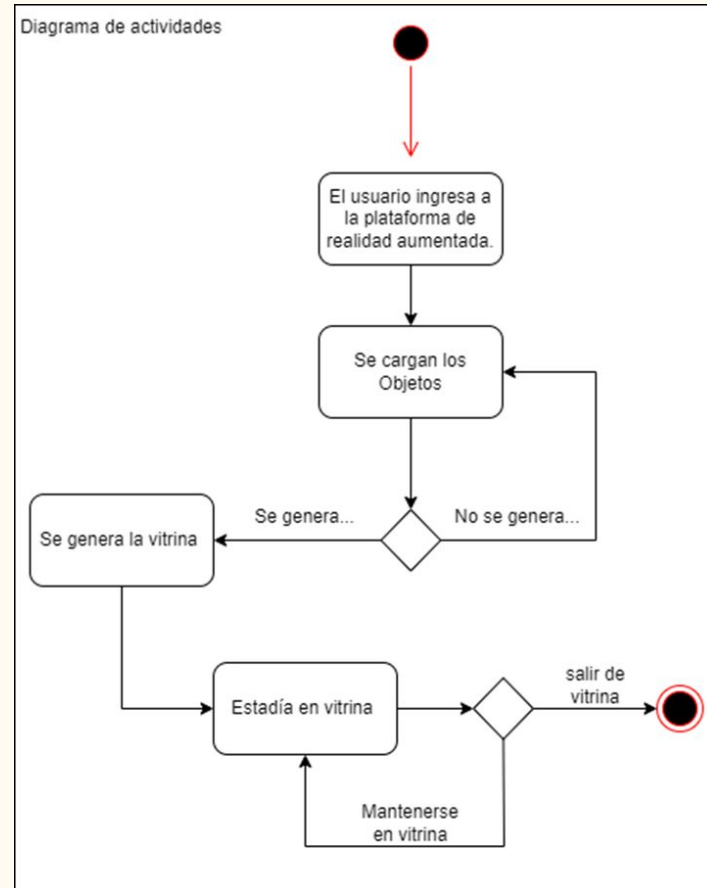 Diagrama de actividades
El usuario ingresa a
la plataforma de
realidad aumentada.
Se cargan los
Objetos
Se genera...
No se genera...
Se genera la vitrina
Estadía en vitrina
salir de
vitrina
Mantenerse
en vitrina